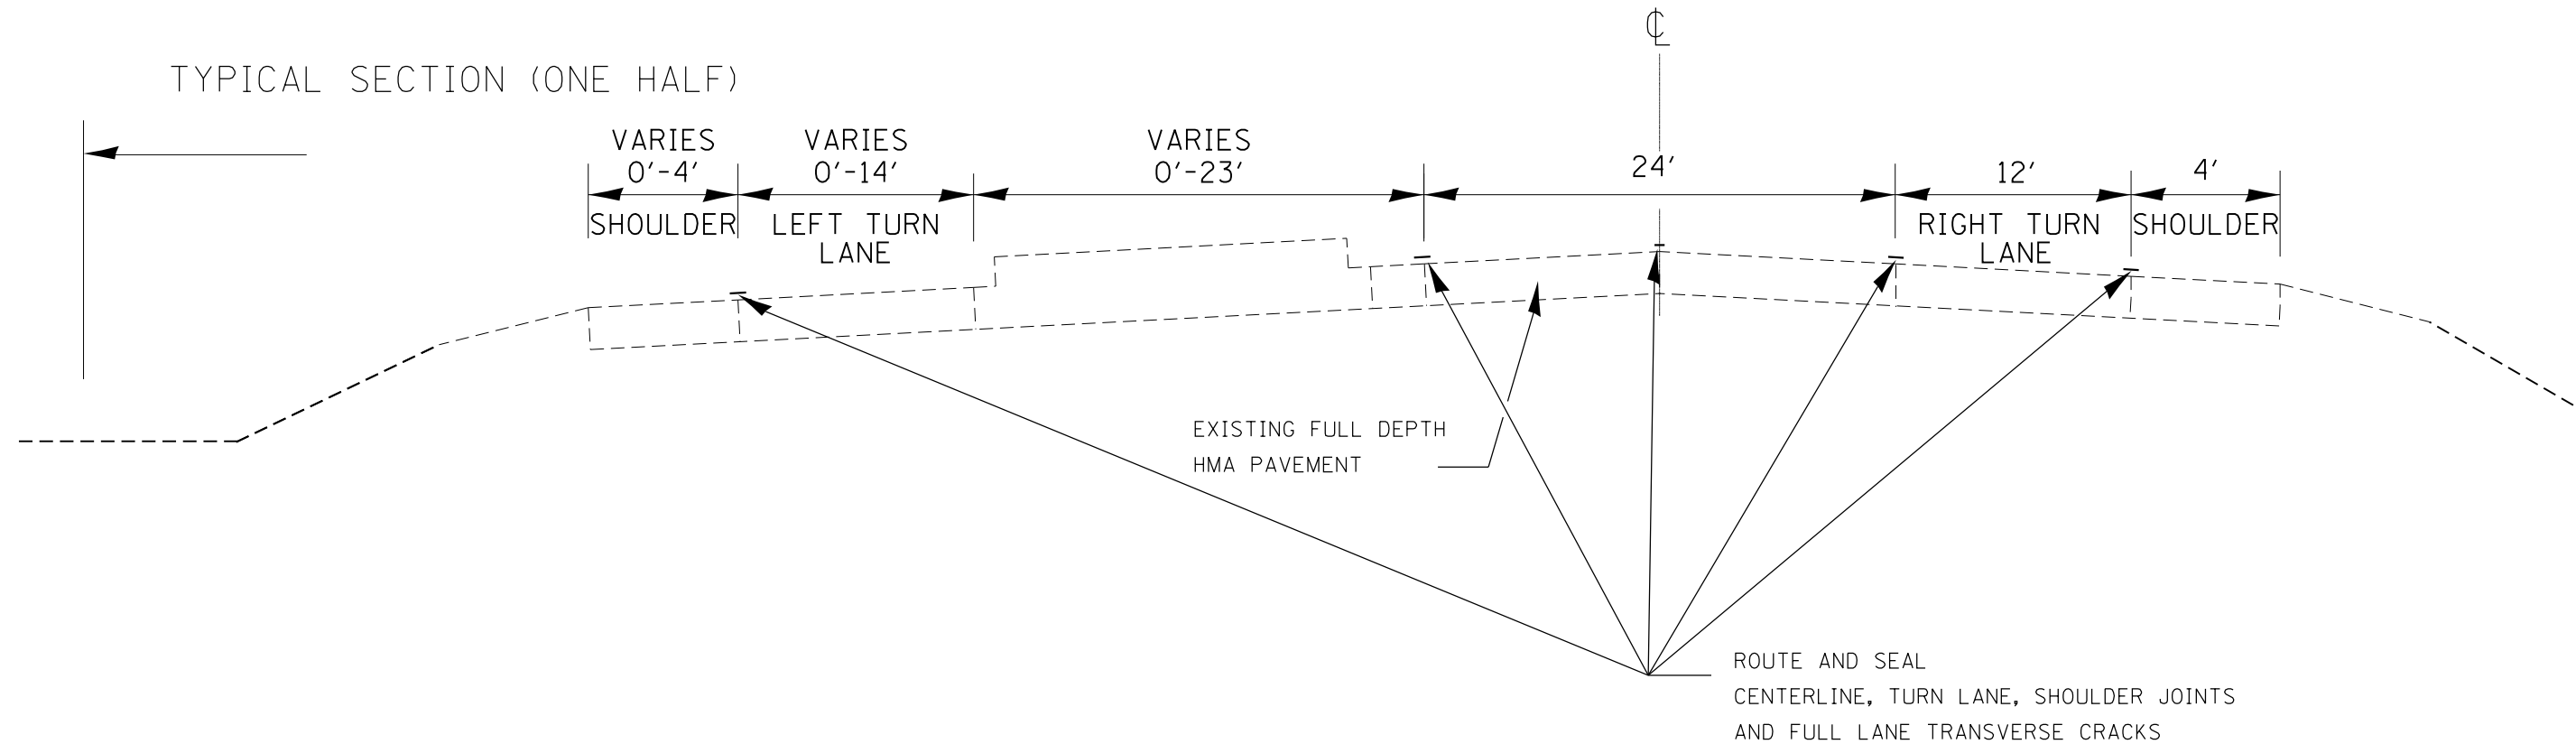 ℄
TYPICAL SECTION (ONE HALF)
VARIES
0'-4'
SHOULDER
VARIES
0'-14'
LEFT TURN
LANE
VARIES
0'-23'
24'
12'
RIGHT TURN
LANE
4'
SHOULDER
EXISTING FULL DEPTH
HMA PAVEMENT
ROUTE AND SEAL
CENTERLINE, TURN LANE, SHOULDER JOINTS
AND FULL LANE TRANSVERSE CRACKS